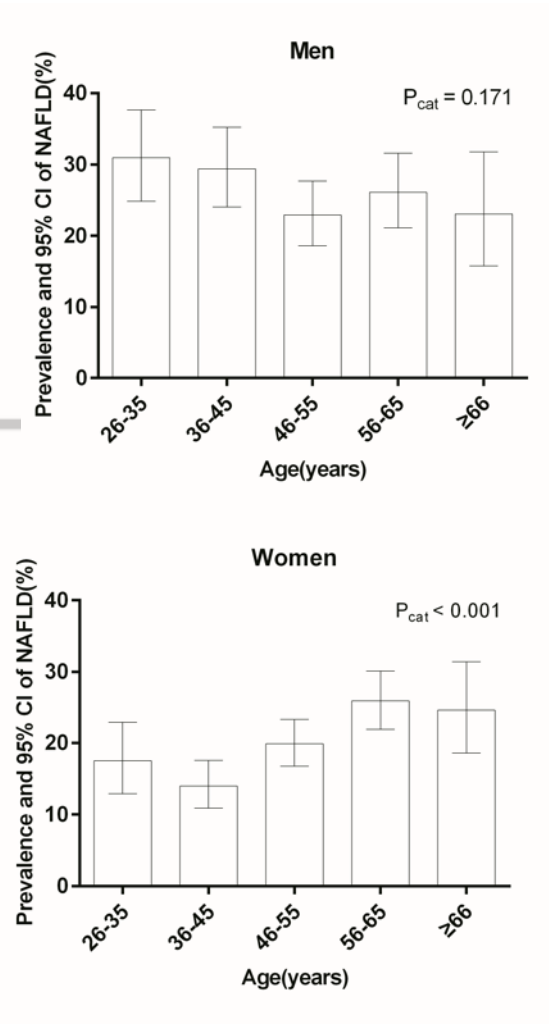 Men
Prevalence and 95% CI of NAFLD(%)
P cat = 0.171
40
30
20
10
0
26-35
36-45
46-55
56-65
≥66
Age(years)
Women
Prevalence and 95% CI of NAFLD(%)
P cat < 0.001
40
30
20
10
0
26-35
36-45
46-55
56-65
≥66
Age(years)